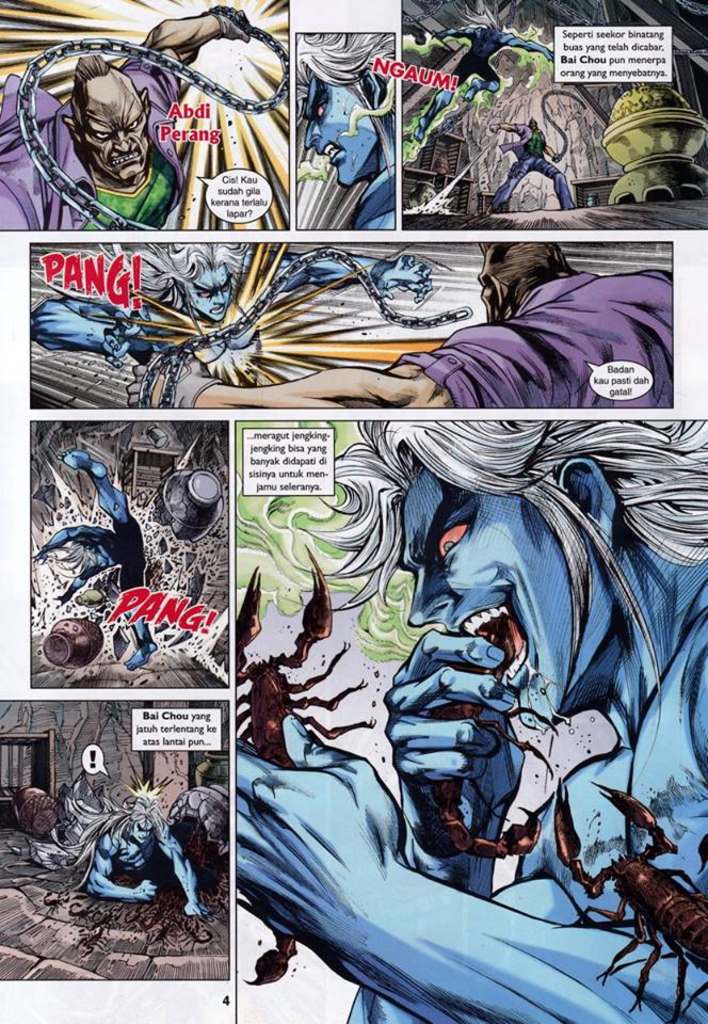 Abdi
Perang
Cis! Kau
sudah gila
kerana terlalu
lapar?
NGAUM!
Seperti seekor binatang
buas yang telah dicabar,
Bai Chou pun menerpa
orang yang menyebatnya.
PANG!
Badan
kau pasti dah
gatal!
PANG!
Bai Chou yang
jatuh terlentang ke
atas lantai pun...
!
...meragut jengking-
jengking bisa yang
banyak didapati di
sisinya untuk men-
jamu seleranya.
4